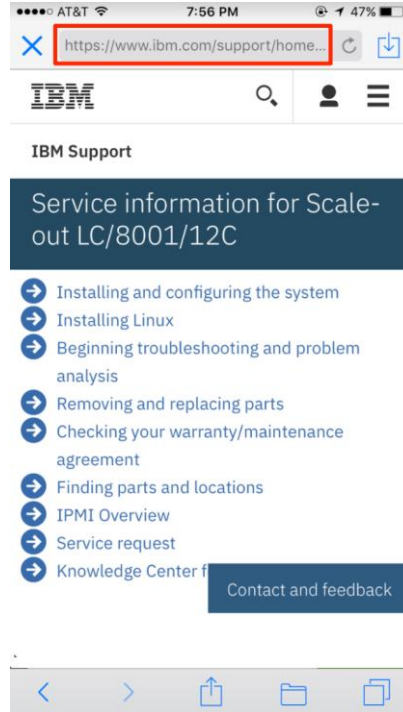 AT&T 7:56 PM 47%
https://www.ibm.com/support/home...
IBM
IBM Support
Service information for Scale-
out LC/8001/12C
Installing and configuring the system
Installing Linux
Beginning troubleshooting and problem
analysis
Removing and replacing parts
Checking your warranty/maintenance
agreement
Finding parts and locations
IPMI Overview
Service request
Knowledge Center f
Contact and feedback